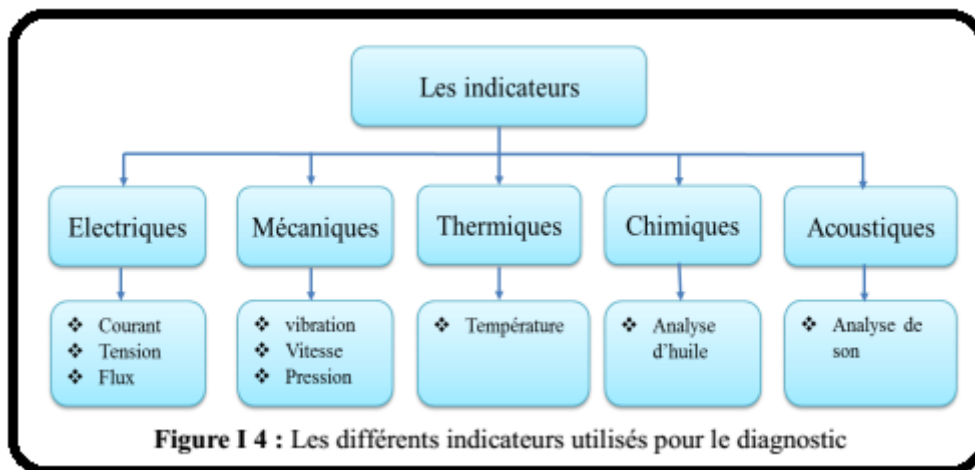 Les indicateurs
Electriques
Mécaniques
Thermiques
Chimiques
Acoustiques
❖ Courant
❖ Tension
❖ Flux
❖ vibration
❖ Vitesse
❖ Pression
❖ Température
❖ Analyse
d’huile
❖ Analyse de
son
Figure I 4 : Les différents indicateurs utilisés pour le diagnostic